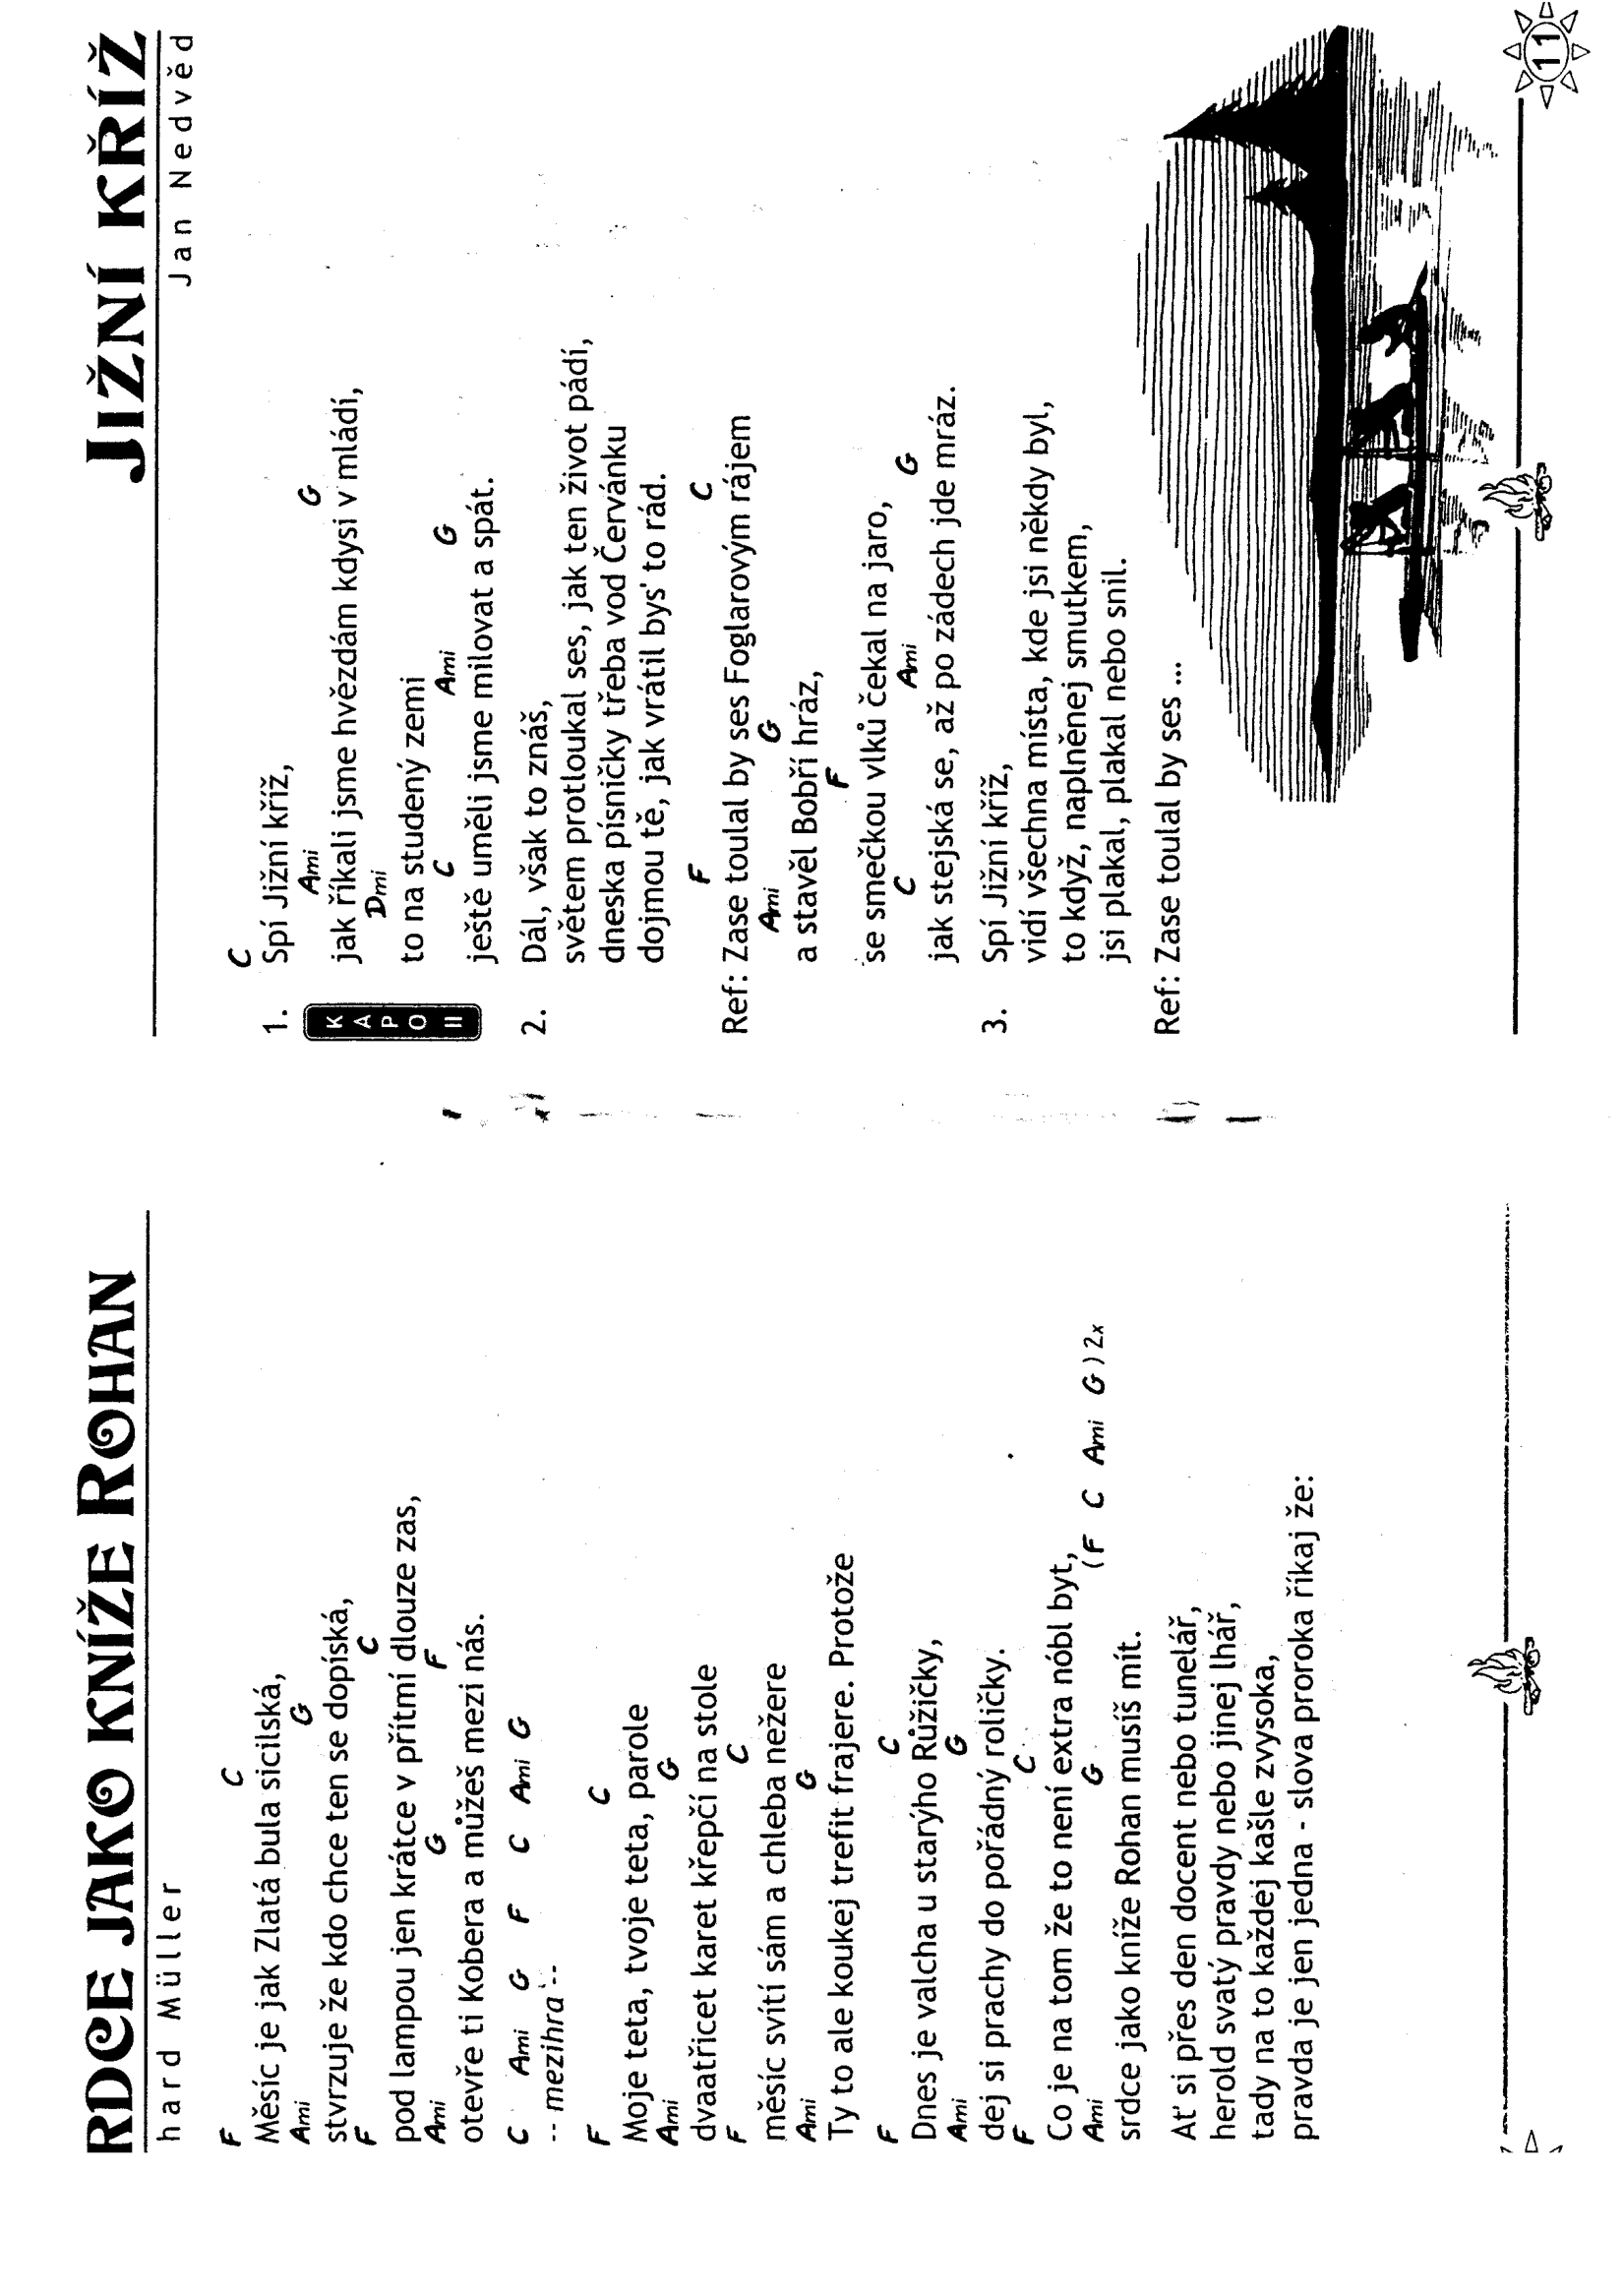 RDCE JAKO KNÍŽE ROHAN
hard Müller
F C
Měsíc je jak Zlatá bula sicilská,
Ami G
stvrzuje že kdo chce ten se dopíská,
F C
pod lampou jen krátce v přítmí dlouze zas,
Ami G F
otevře ti Kobera a můžeš mezi nás.
C Ami G F C Ami G
-- mezihra --
F C
Moje teta, tvoje teta, parole
Ami G
dvaatřicet karet křepčí na stole
F C
měsíc svítí sám a chleba nežere
Ami G
Ty to ale koukej trefit frajere. Protože
F C
Dnes je valcha u starýho Růžičky,
Ami G
dej si prachy do pořádný roličky.
F C
Co je na tom že to není extra nóbl byt,
Ami G (F C Ami G) 2x
srdce jako kníže Rohan musíš mít.
Ať si přes den docent nebo tunelář,
herold svatý pravdy nebo jinej lhář,
tady na to každej kašle zvysoka,
pravda je jen jedna - slova proroka říkaj že:
JIŽNÍ KŘÍŽ
Jan Nedvěd
C
1. Spí Jižní kříž,
Ami G
jak říkali jsme hvězdám kdysi v mládí,
Dmi
to na studený zemi
C Ami G
ještě uměli jsme milovat a spát.
KAPO II
2. Dál, však to znáš,
světem protloukal ses, jak ten život pádí,
dneska písničky třeba vod Červánku
dojmou tě, jak vrátil bys' to rád.
F C
Ref: Zase toulal by ses Foglarovým rájem
Ami G
a stavěl Bobří hráz,
F
se smečkou vlků čekal na jaro,
C Ami G
jak stejská se, až po zádech jde mráz.
3. Spí Jižní kříž,
vidí všechna místa, kde jsi někdy byl,
to když, naplněnej smutkem,
jsi plakal, plakal nebo snil.
Ref: Zase toulal by ses ...
11